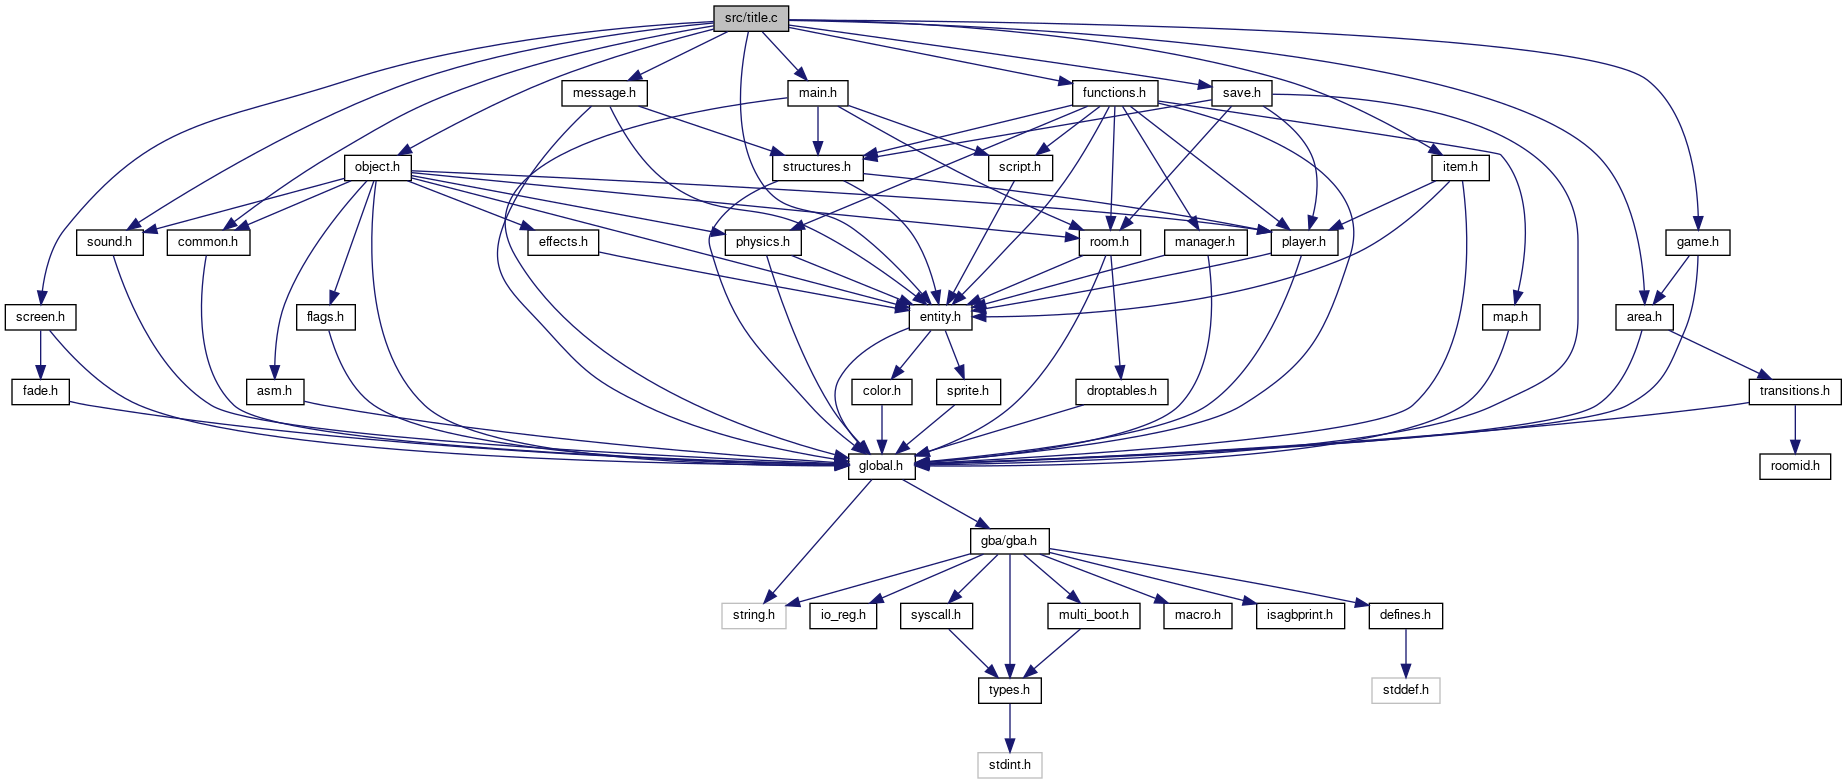 src/title.c
message.h
main.h
functions.h
save.h
object.h
structures.h
script.h
item.h
sound.h
common.h
effects.h
physics.h
room.h
manager.h
player.h
game.h
screen.h
flags.h
entity.h
map.h
area.h
fade.h
asm.h
color.h
sprite.h
droptables.h
transitions.h
global.h
roomid.h
gba/gba.h
string.h
io_reg.h
syscall.h
multi_boot.h
macro.h
isagbprint.h
defines.h
types.h
stddef.h
stdint.h